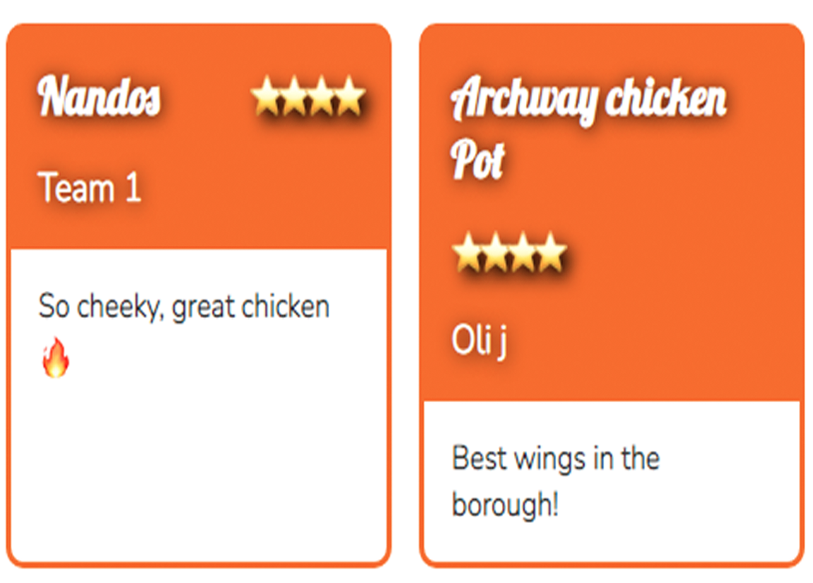 Nandos ⭐⭐⭐⭐
Team 1
So cheeky, great chicken
🔥
Archway chicken
Pot
⭐⭐⭐⭐
Oli j
Best wings in the
borough!